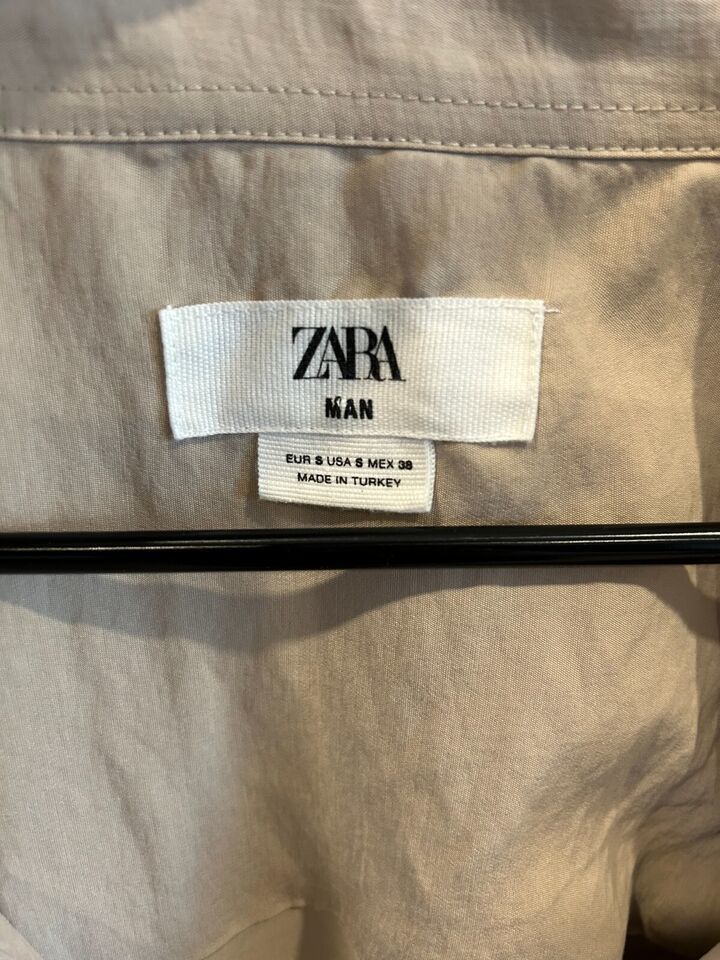 ZARA
MAN
EUR S USA S MEX 38
MADE IN TURKEY